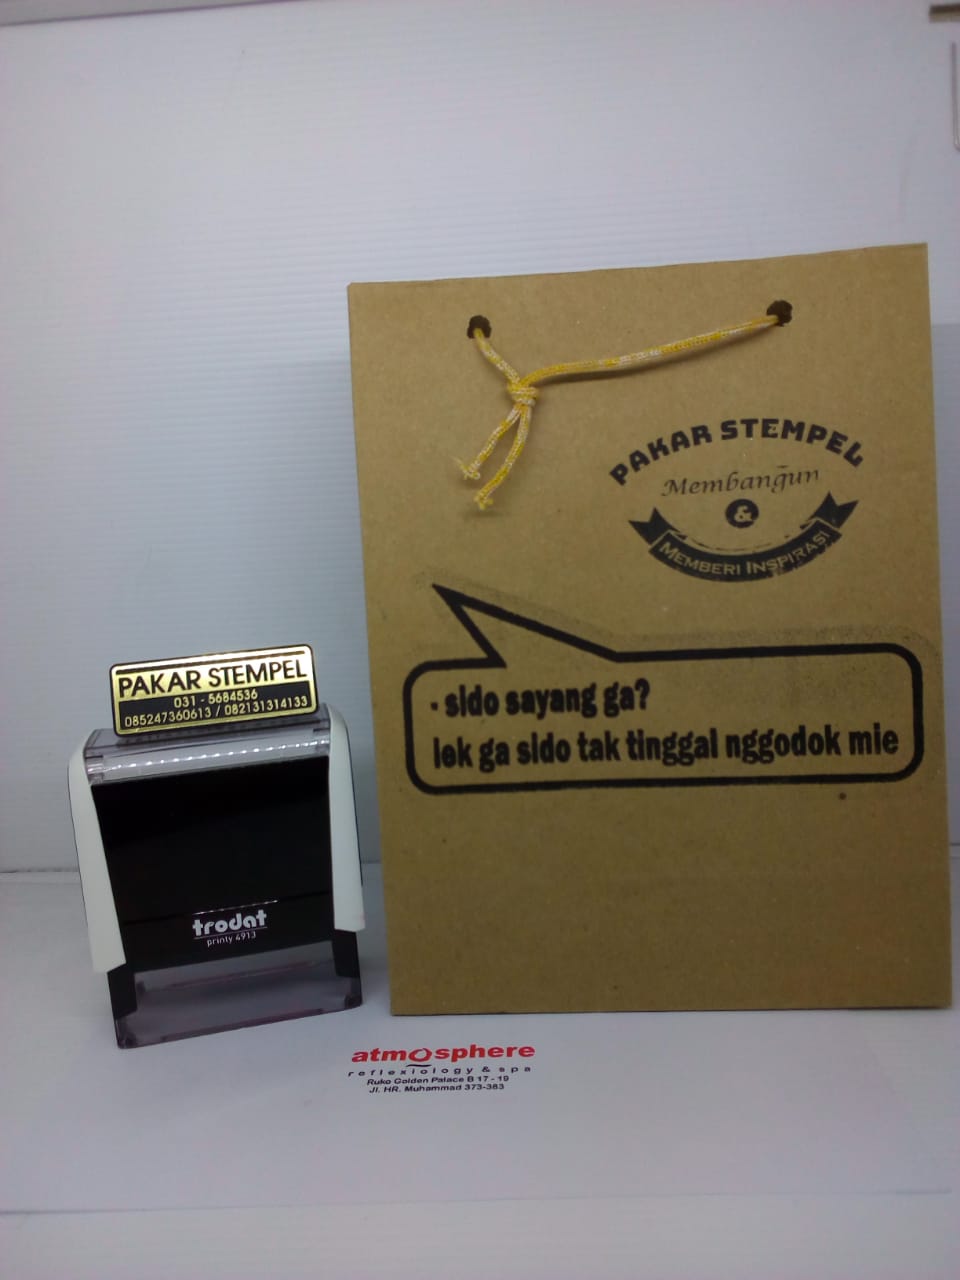 PAKAR STEMPEL
Membangun
&
MEMBERI INSPIRASI
- sido sayang ga?
lek ga sido tak tinggal nggodok mie
PAKAR STEMPEL
031 - 5684536
085247360613 / 082131314133
trodat
printy 4913
atmosphere
reflexiology & spa
Ruko Golden Palace B 17 - 19
Jl. HR. Muhammad 373-383